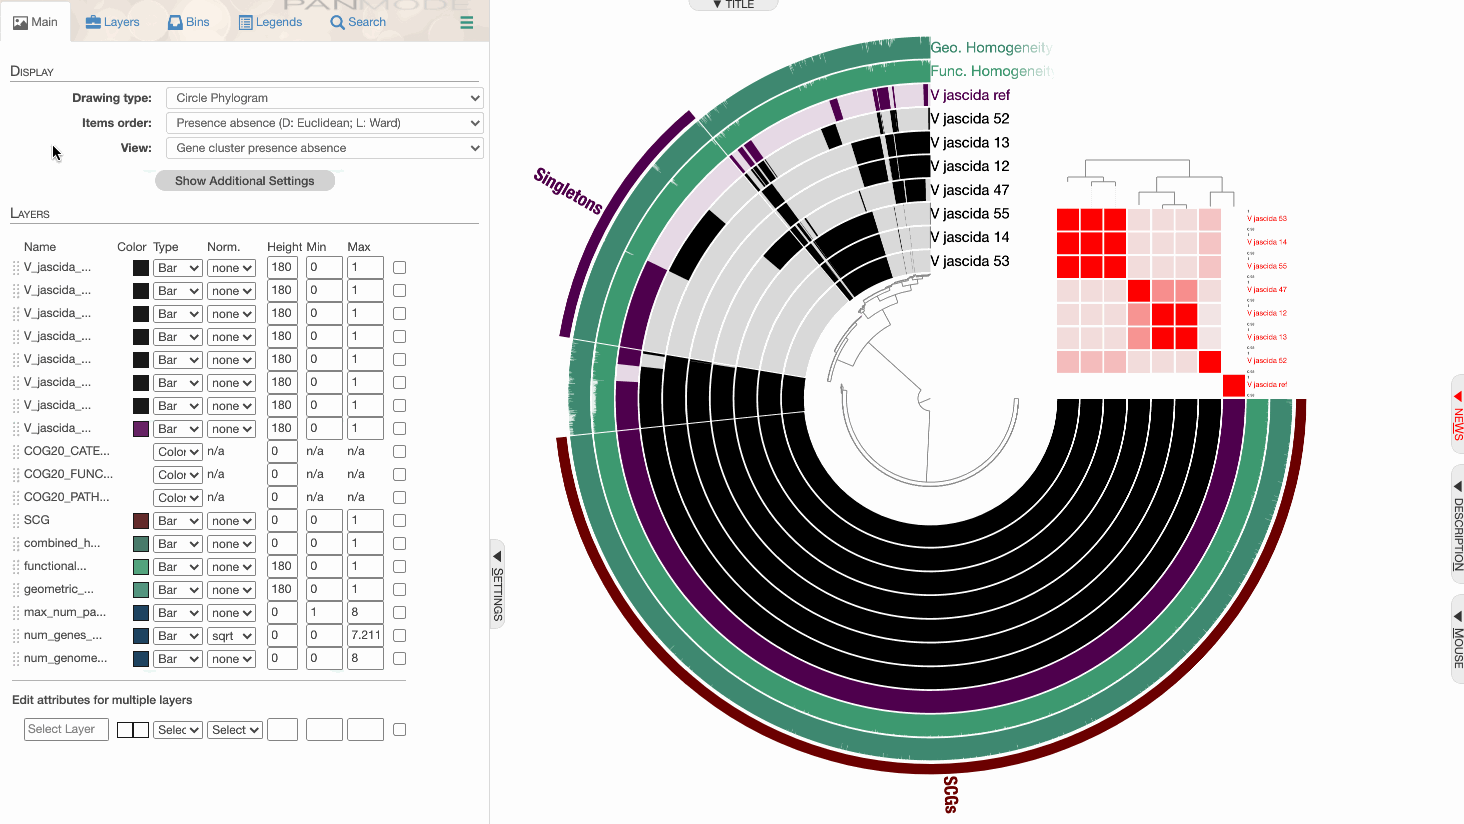 PANMODE
Main Layers Bins Legends Search
DISPLAY
Drawing type: Circle Phylogram
Items order: Presence absence (D: Euclidean; L: Ward)
View: Gene cluster presence absence
Show Additional Settings
LAYERS
Name Color Type Norm. Height Min Max
V_jascida_... Bar none 180 0 1
V_jascida_... Bar none 180 0 1
V_jascida_... Bar none 180 0 1
V_jascida_... Bar none 180 0 1
V_jascida_... Bar none 180 0 1
V_jascida_... Bar none 180 0 1
V_jascida_... Bar none 180 0 1
V_jascida_... Bar none 180 0 1
COG20_CATE... Color n/a 0 n/a n/a
COG20_FUNC... Color n/a 0 n/a n/a
COG20_PATH... Color n/a 0 n/a n/a
SCG Bar none 0 0 1
combined_h... Bar none 0 0 1
functional... Bar none 180 0 1
geometric_... Bar none 180 0 1
max_num_pa... Bar none 0 1 8
num_genes_... Bar sqrt 0 0 7.211
num_genome... Bar none 0 0 8
Edit attributes for multiple layers
Select Layer Selec Select
SETTINGS
TITLE
Geo. Homogeneity
Func. Homogeneity
V jascida ref
V jascida 52
V jascida 13
V jascida 12
V jascida 47
V jascida 55
V jascida 14
V jascida 53
Singletons
SCGs
V jascida 53
V jascida 14
V jascida 55
V jascida 47
V jascida 12
V jascida 13
V jascida 52
V jascida ref
NEWS
DESCRIPTION
MOUSE